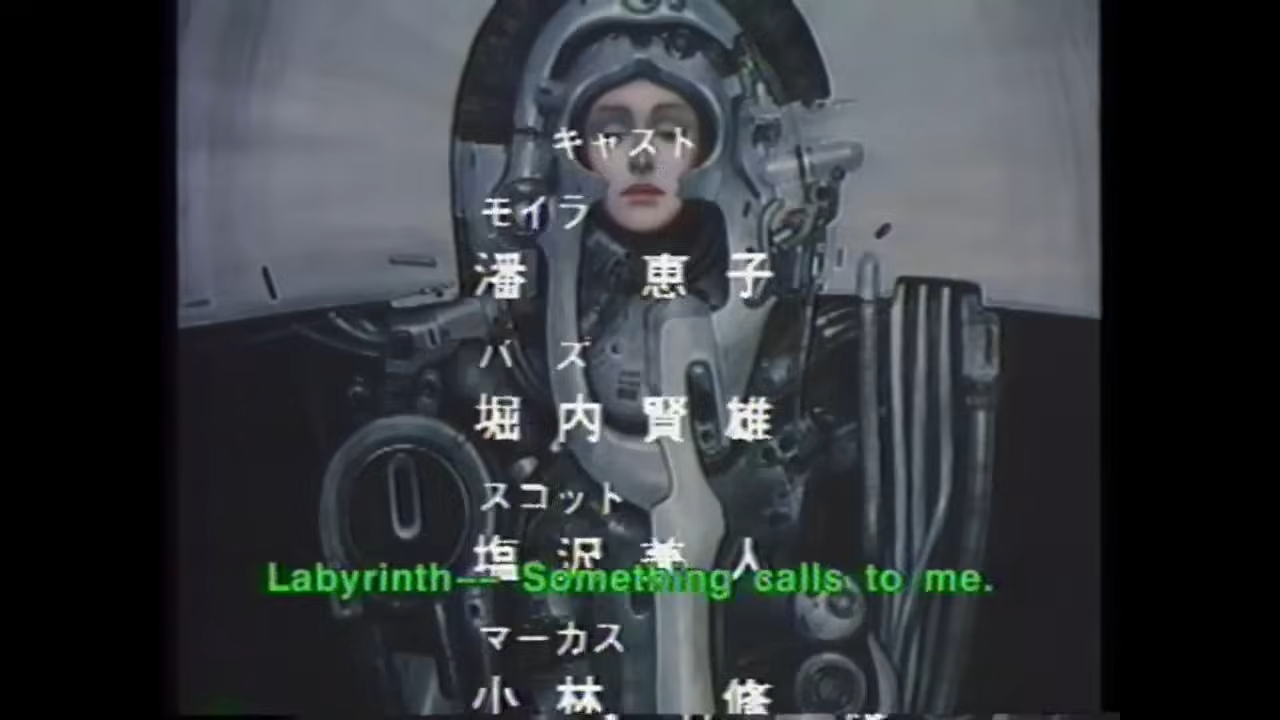 キャスト
モイラ
潘 恵 子
バ ズ
堀 内 賢 雄
スコット
塩 沢 人
Labyrinth—— Something calls to me.
マーカス
小 林 修